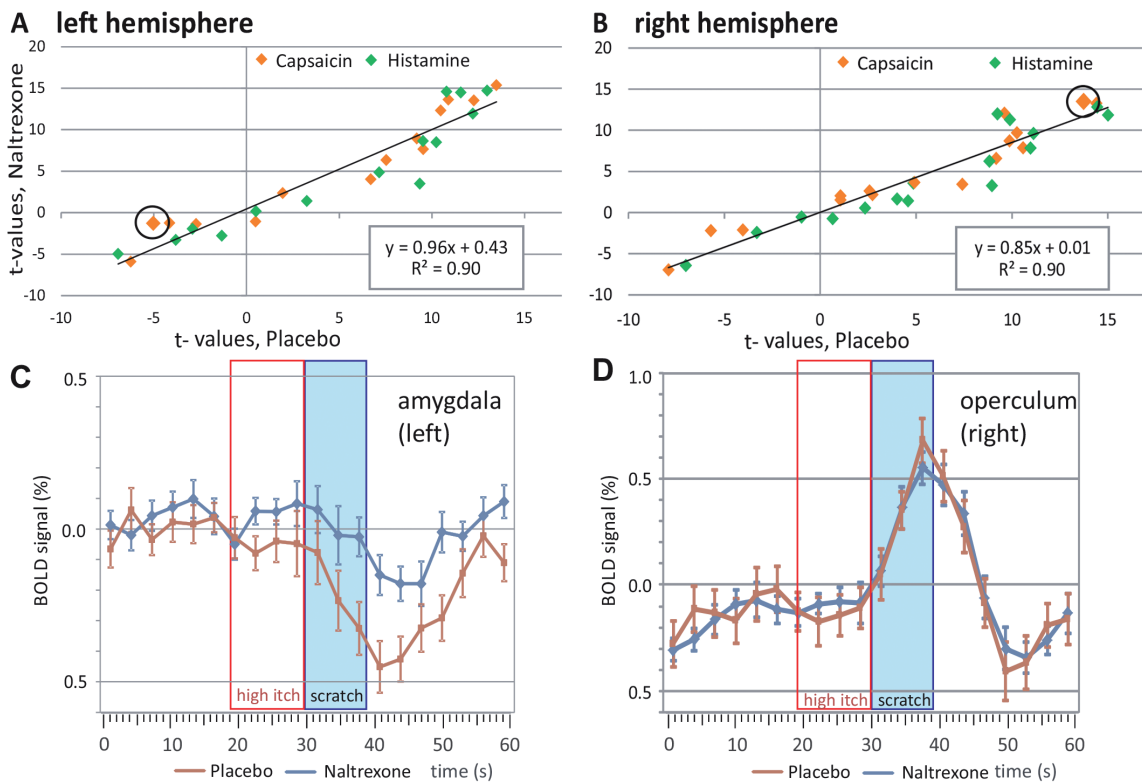 A left hemisphere
t-values, Naltrexone
20
15
10
5
0
-5
-10
Capsaicin Histamine
y = 0.96x + 0.43
R² = 0.90
-10 -5 0 5 10 15
t- values, Placebo
B right hemisphere
20
15
10
5
0
-5
-10
Capsaicin Histamine
y = 0.85x + 0.01
R² = 0.90
-10 -5 0 5 10 15
t- values, Placebo
C
BOLD signal (%)
0.5
0.0
0.5
amygdala
(left)
high itch scratch
0 10 20 30 40 50 60
Placebo Naltrexone time (s)
D
BOLD signal (%)
1.0
0.5
0.0
0.5
operculum
(right)
high itch scratch
0 10 20 30 40 50 60
Placebo Naltrexone time (s)